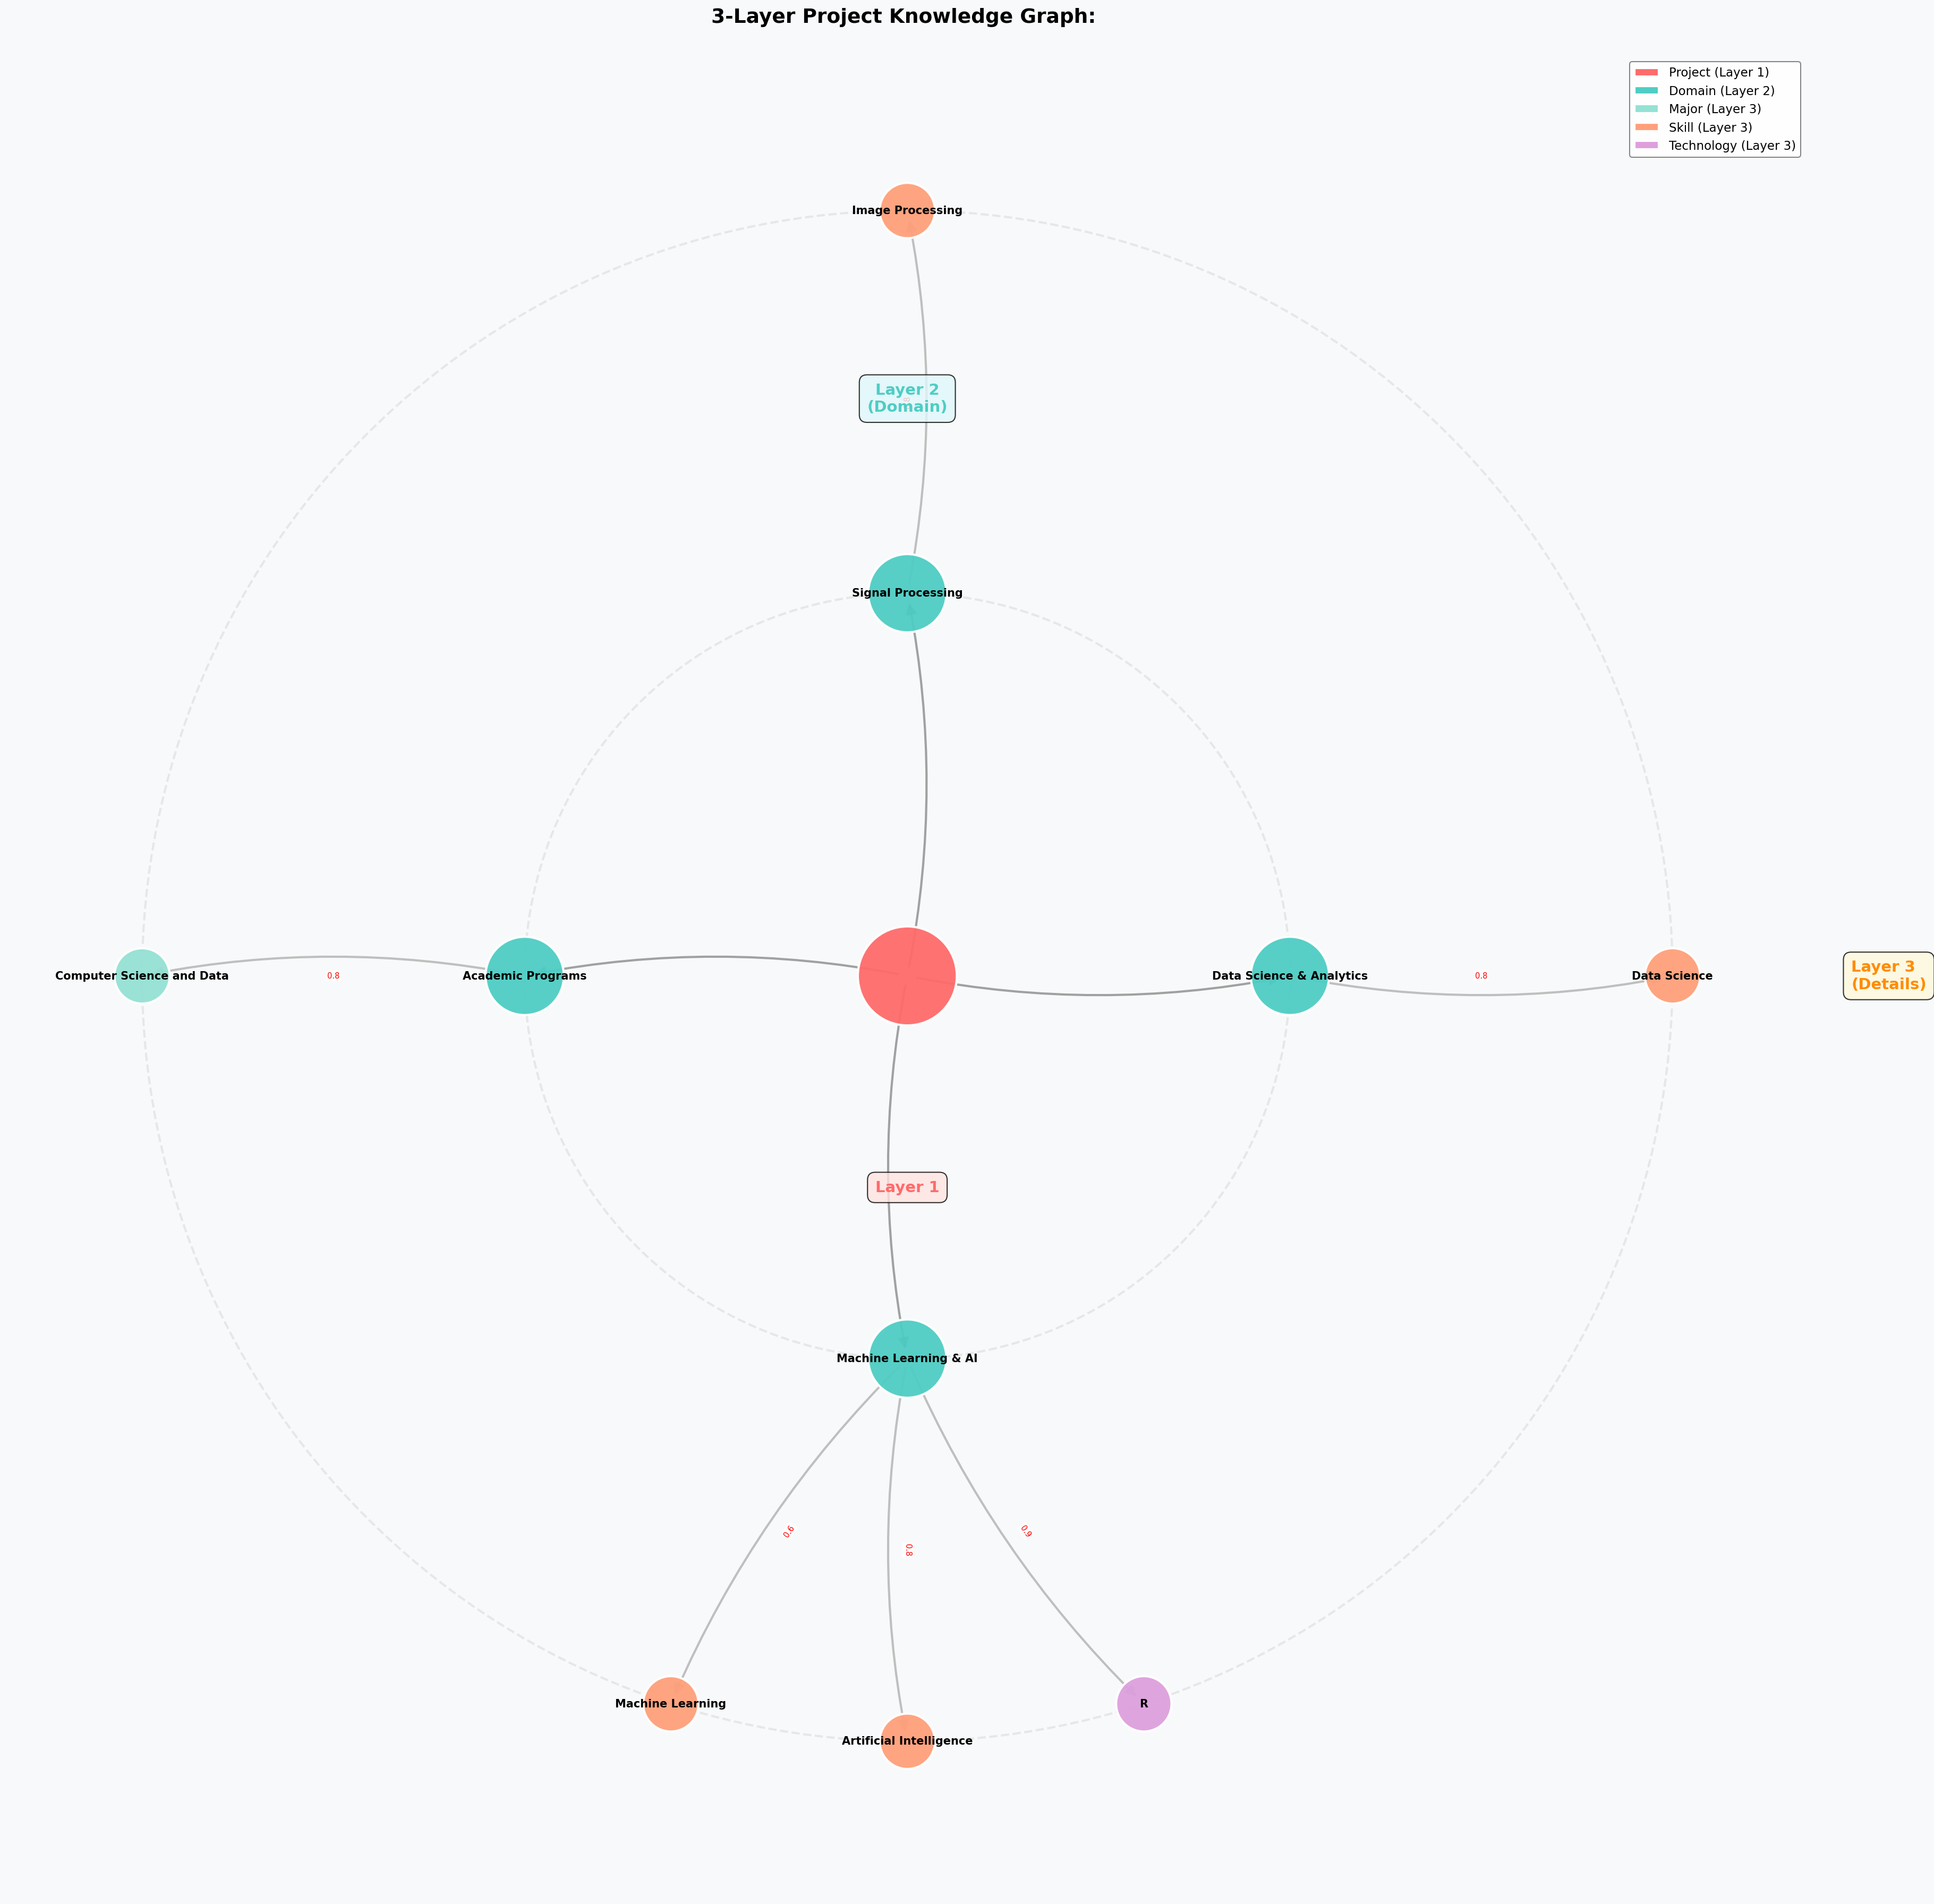 3-Layer Project Knowledge Graph:
Project (Layer 1)
Domain (Layer 2)
Major (Layer 3)
Skill (Layer 3)
Technology (Layer 3)
Image Processing
Layer 2
(Domain)
Signal Processing
Computer Science and Data
0.8
Academic Programs
Data Science & Analytics
0.8
Data Science
Layer 3
(Details)
Layer 1
Machine Learning & AI
0.6
0.8
0.9
Machine Learning
R
Artificial Intelligence